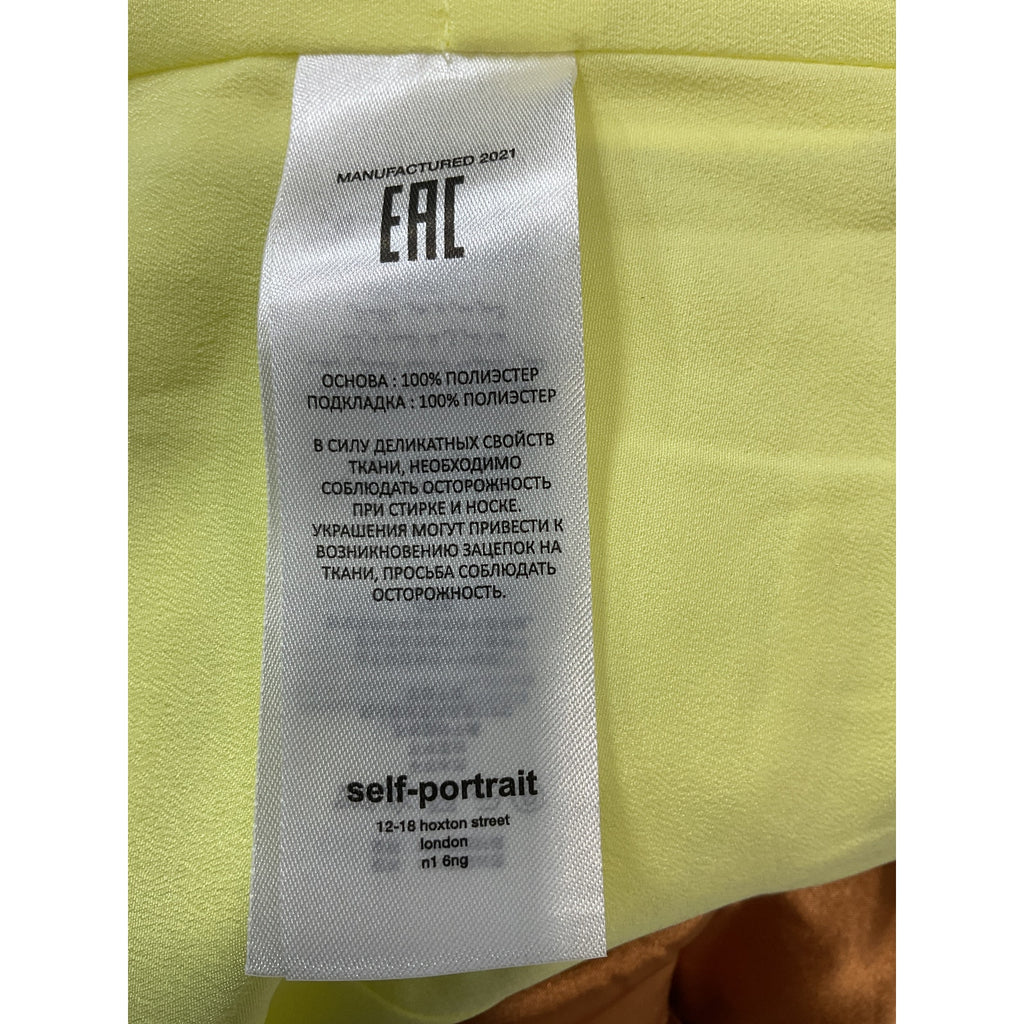 MANUFACTURED 2021
EAC
ОСНОВА : 100% ПОЛИЭСТЕР
ПОДКЛАДКА : 100% ПОЛИЭСТЕР
В СИЛУ ДЕЛИКАТНЫХ СВОЙСТВ
ТКАНИ, НЕОБХОДИМО
СОБЛЮДАТЬ ОСТОРОЖНОСТЬ
ПРИ СТИРКЕ И НОСКЕ.
УКРАШЕНИЯ МОГУТ ПРИВЕСТИ К
ВОЗНИКНОВЕНИЮ ЗАЦЕПОК НА
ТКАНИ, ПРОСЬБА СОБЛЮДАТЬ
ОСТОРОЖНОСТЬ.
self-portrait
12-18 hoxton street
london
n1 6ng